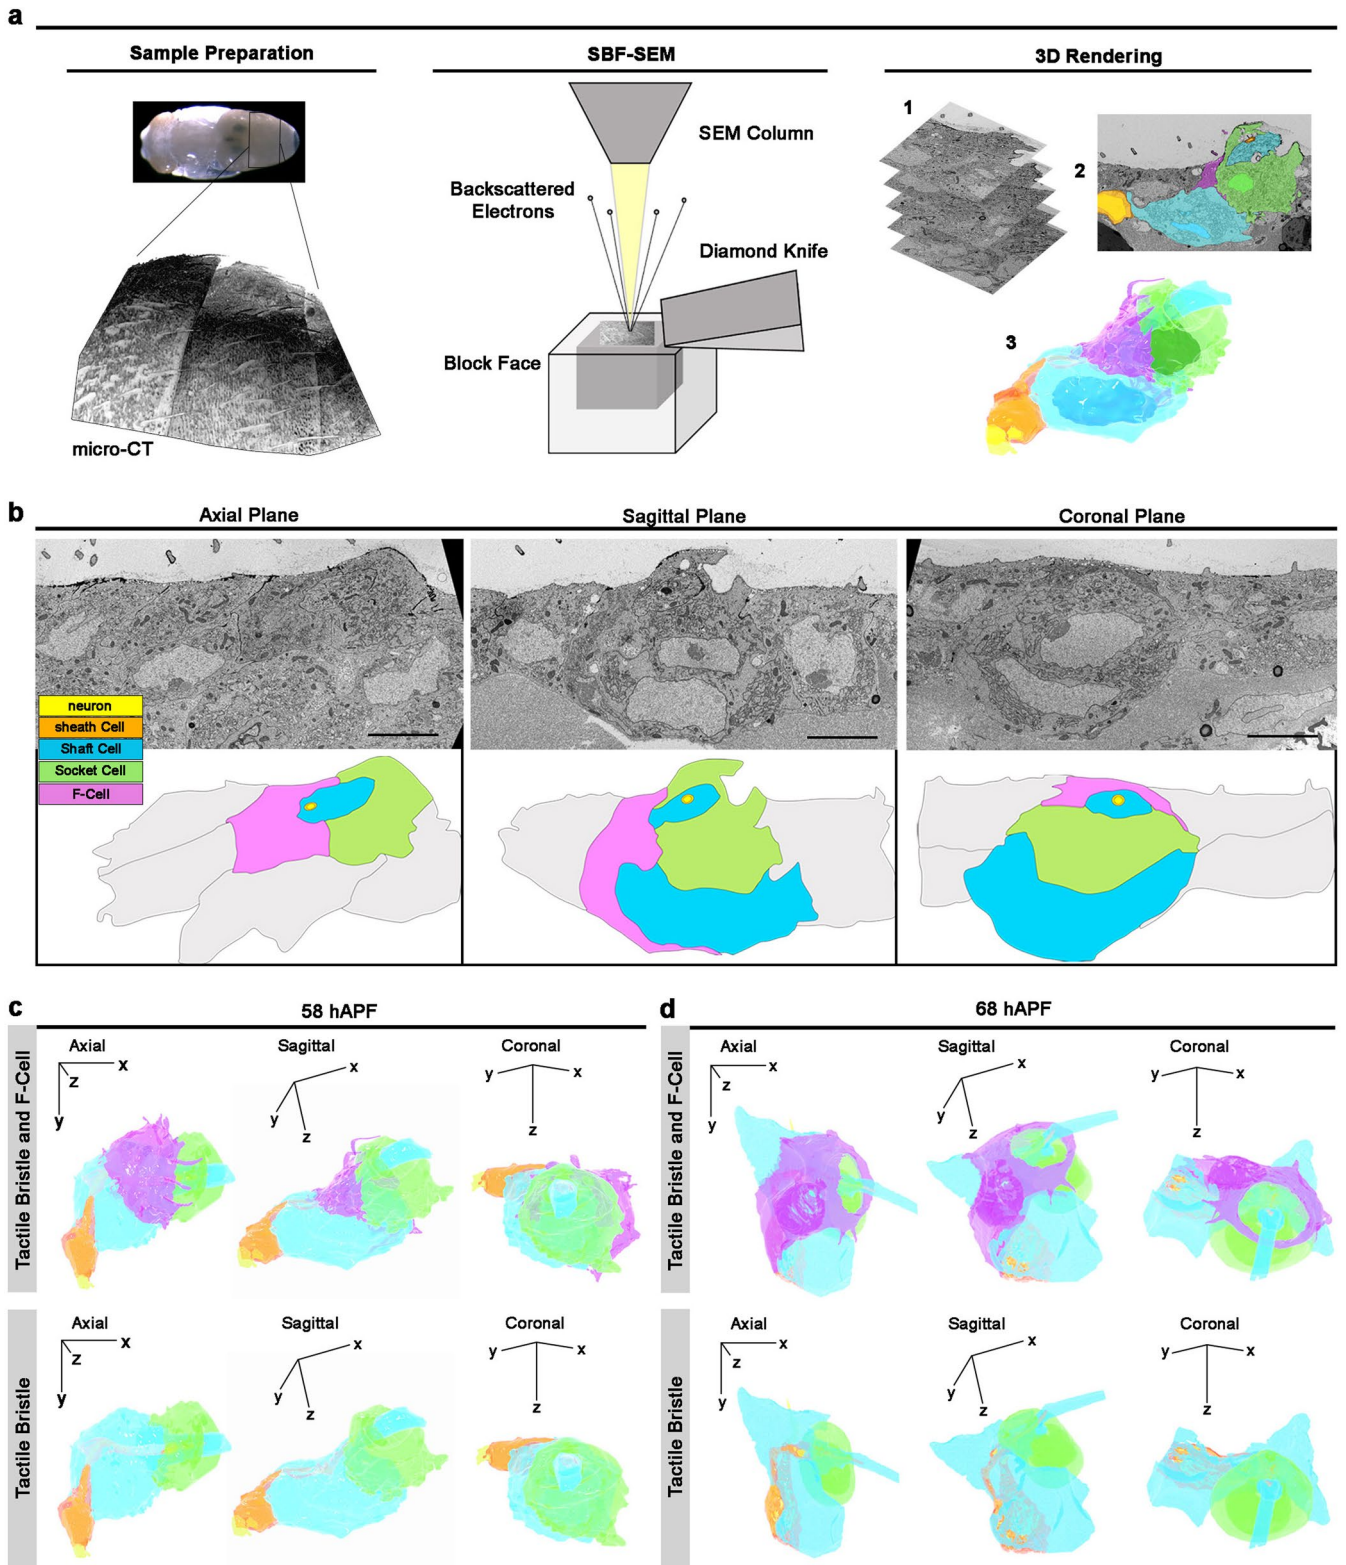 a
Sample Preparation
SBF-SEM
3D Rendering
1
SEM Column
2
Backscattered
Electrons
Diamond Knife
3
Block Face
micro-CT
b
Axial Plane
Sagittal Plane
Coronal Plane
neuron
sheath Cell
Shaft Cell
Socket Cell
F-Cell
c
58 hAPF
Tactile Bristle and F-Cell
Axial
x
z
y
Sagittal
x
y
z
Coronal
y
x
z
Tactile Bristle
Axial
x
z
y
Sagittal
x
y
z
Coronal
y
x
z
d
68 hAPF
Tactile Bristle and F-Cell
Axial
x
z
y
Sagittal
x
y
z
Coronal
y
x
z
Tactile Bristle
Axial
x
z
y
Sagittal
x
y
z
Coronal
y
x
z